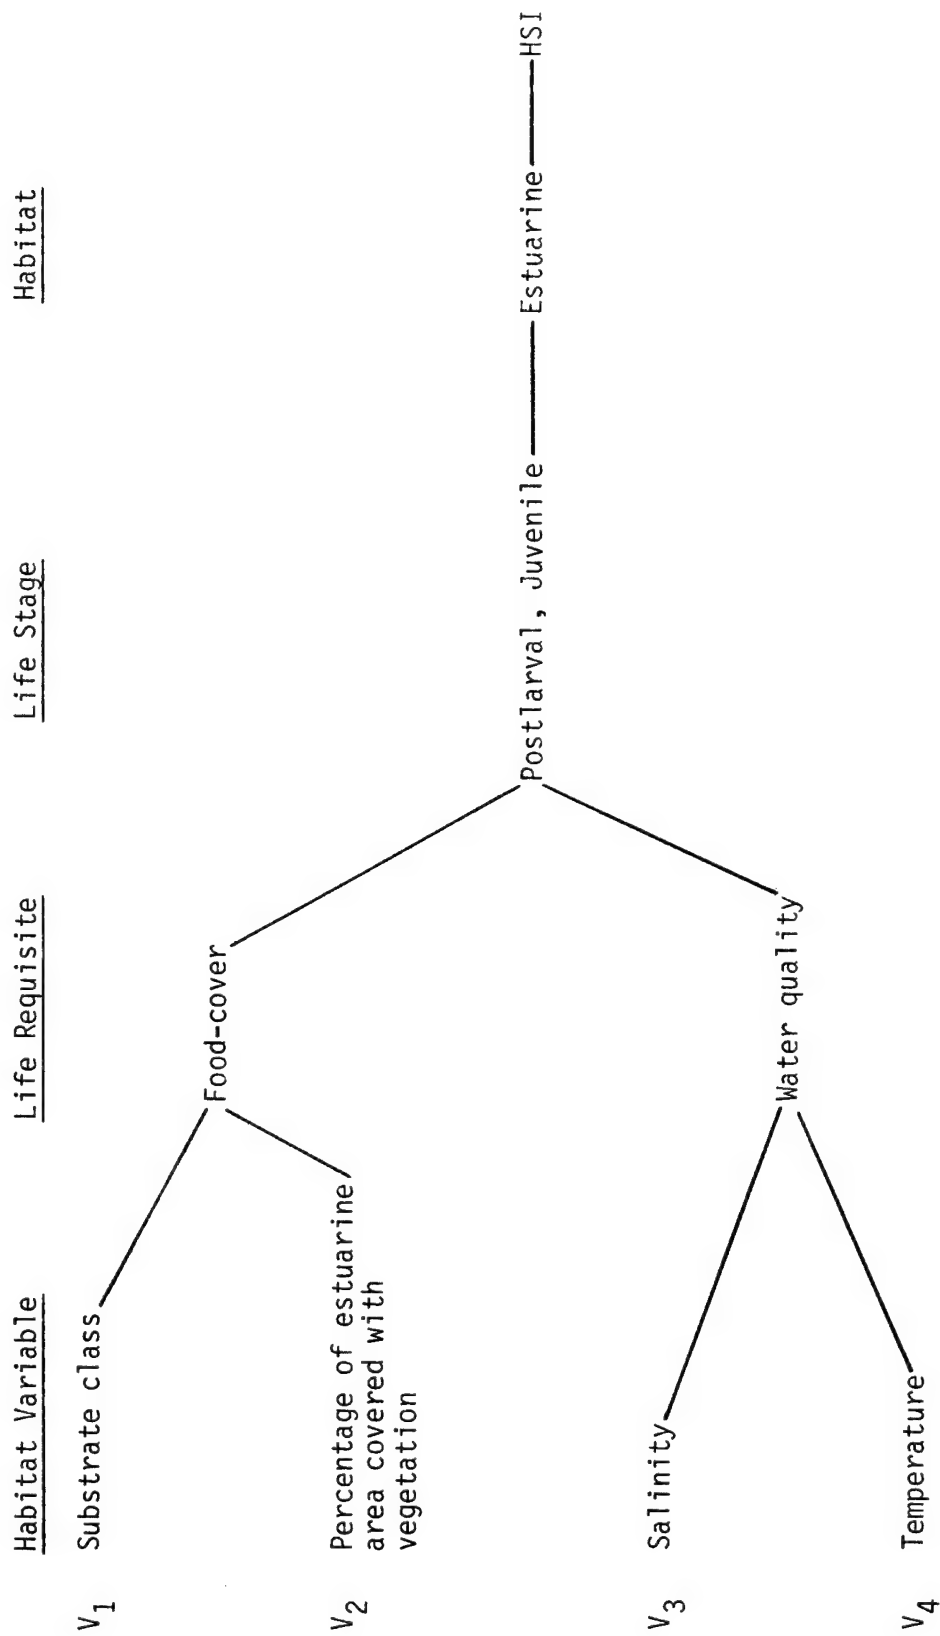 Habitat Variable
Life Requisite
Life Stage
Habitat
V1
Substrate class
Food-cover
V2
Percentage of estuarine
area covered with
vegetation
Postlarval, Juvenile
Estuarine
HSI
V3
Salinity
Water quality
V4
Temperature